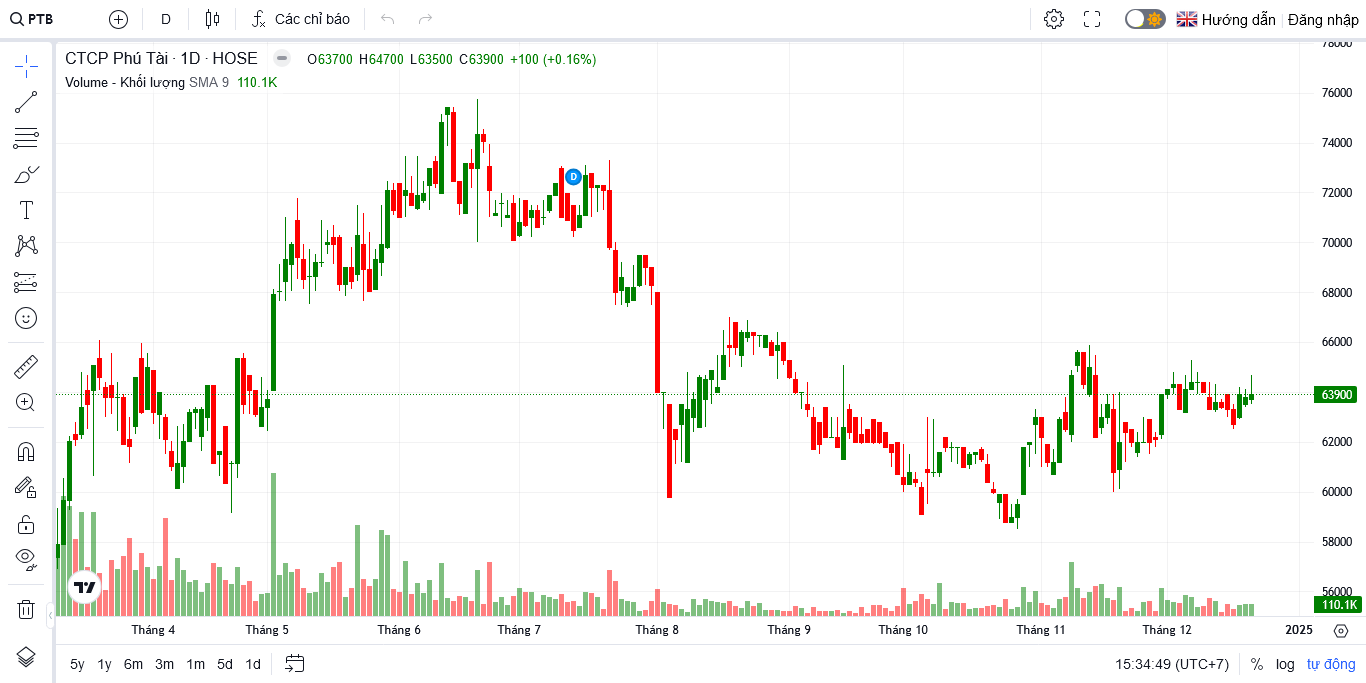 PTB D Các chỉ báo Hướng dẫn Đăng nhập
CTCP Phú Tài · 1D · HOSE O63700 H64700 L63500 C63900 +100 (+0.16%)
Volume - Khối lượng SMA 9 110.1K
78000
76000
74000
72000
70000
68000
66000
63900
62000
60000
58000
56000
110.1K
D
Tháng 4 Tháng 5 Tháng 6 Tháng 7 Tháng 8 Tháng 9 Tháng 10 Tháng 11 Tháng 12 2025
5y 1y 6m 3m 1m 5d 1d 15:34:49 (UTC+7) % log tự động